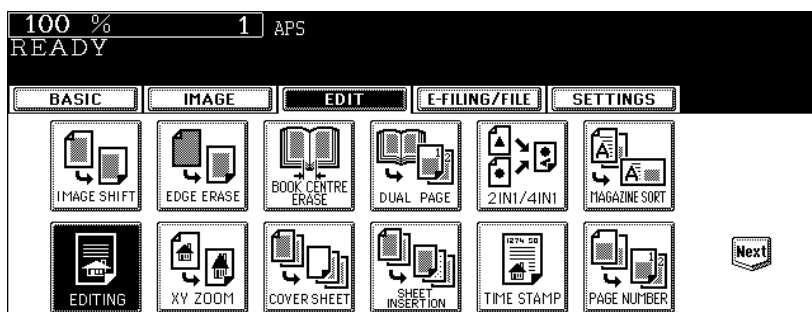 100 % 1 APS
READY
BASIC IMAGE EDIT E-FILING/FILE SETTINGS
IMAGE SHIFT EDGE ERASE BOOK CENTRE ERASE DUAL PAGE 2IN1/4IN1 MAGAZINE SORT
EDITING XY ZOOM COVER SHEET SHEET INSERTION TIME STAMP PAGE NUMBER Next